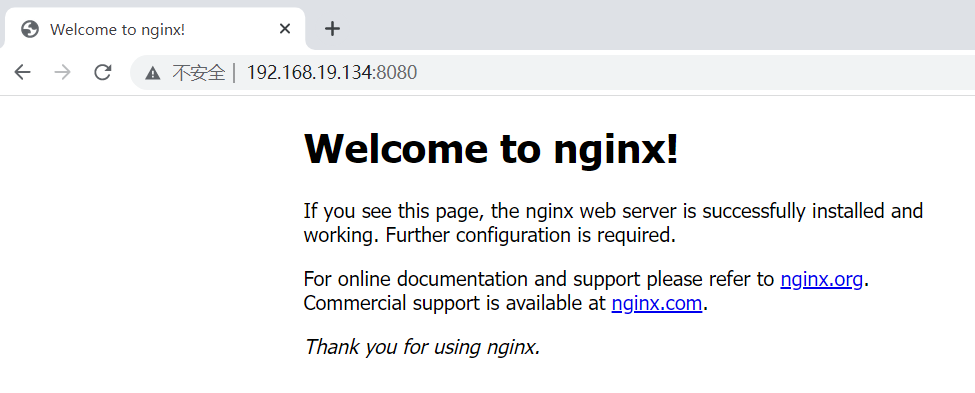 Welcome to nginx!
不安全 | 192.168.19.134:8080
Welcome to nginx!
If you see this page, the nginx web server is successfully installed and
working. Further configuration is required.
For online documentation and support please refer to nginx.org.
Commercial support is available at nginx.com.
Thank you for using nginx.